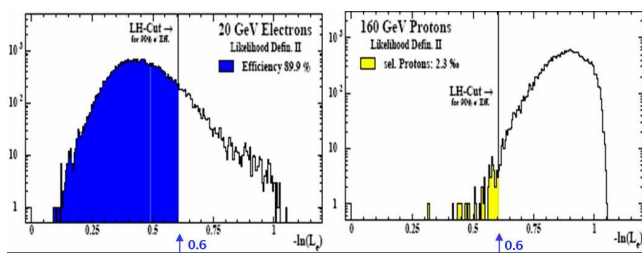 20 GeV Electrons
Likelihood Defin. II
LH-Cut →
for 90% e Eff.
Efficiency 89.9 %
10³
10²
10
1
0 0.25 0.5 0.75 1
-ln(Lₑ)
0.6
160 GeV Protons
Likelihood Defin. II
sel. Protons: 2.3 ‰
LH-Cut →
for 90% e Eff.
10³
10²
10
1
0 0.25 0.5 0.75 1
-ln(Lₑ)
0.6